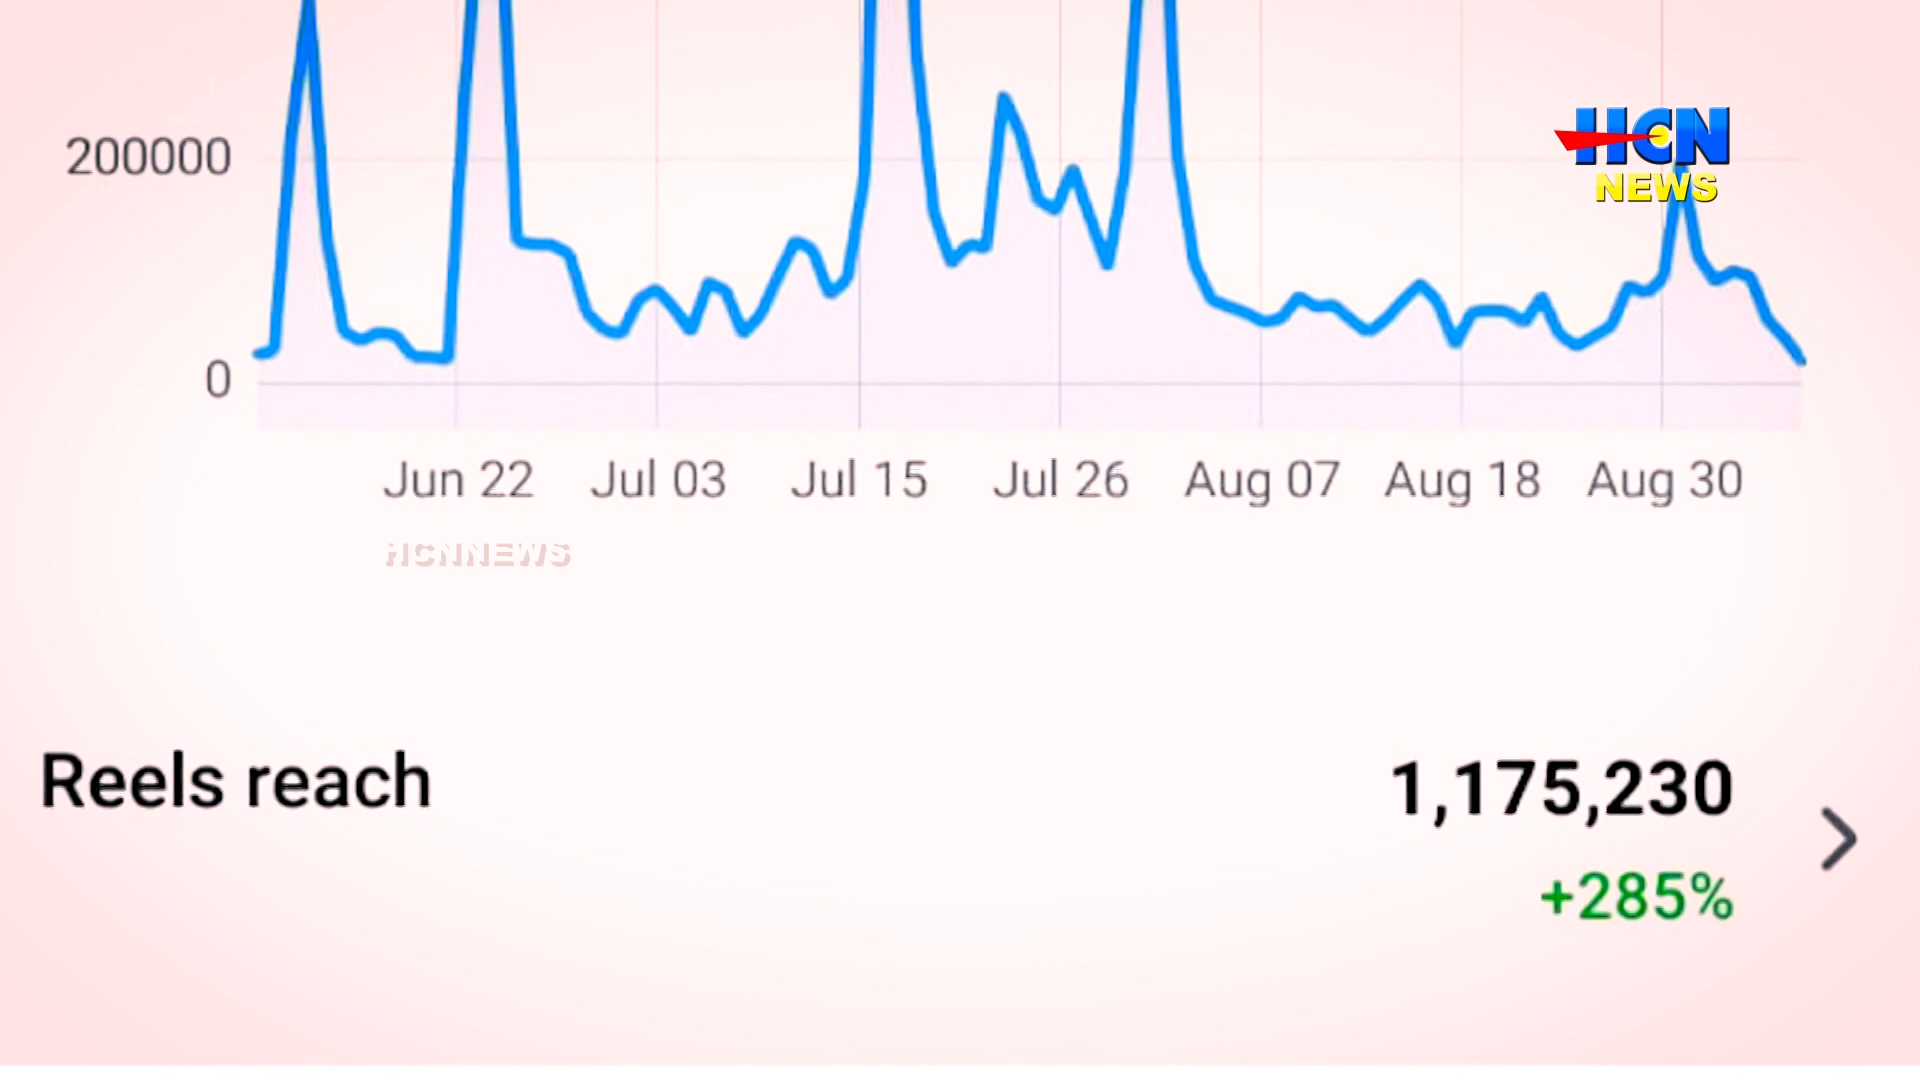 HCN
NEWS
200000
0
Jun 22 Jul 03 Jul 15 Jul 26 Aug 07 Aug 18 Aug 30
HCNNEWS
Reels reach 1,175,230
+285%